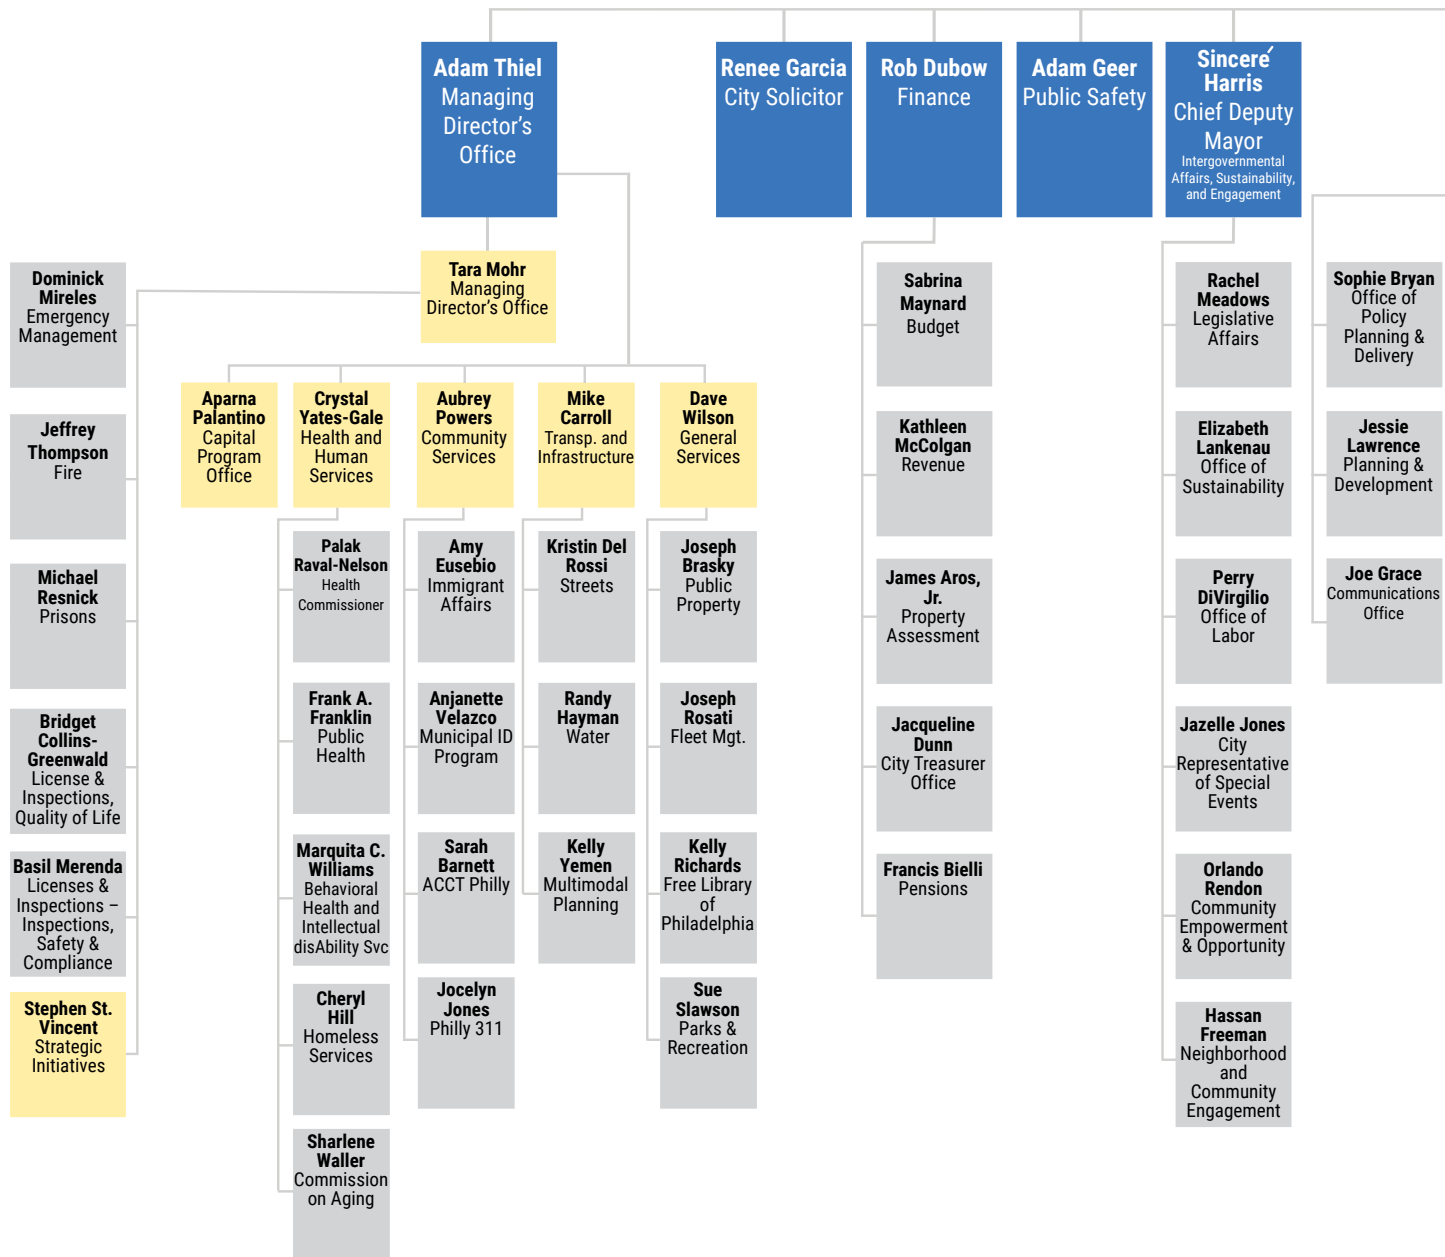 Adam Thiel
Managing
Director's
Office
Renee Garcia
City Solicitor
Rob Dubow
Finance
Adam Geer
Public Safety
Sinceré
Harris
Chief Deputy
Mayor
Intergovernmental
Affairs, Sustainability,
and Engagement
Tara Mohr
Managing
Director's Office
Dominick
Mireles
Emergency
Management
Jeffrey
Thompson
Fire
Michael
Resnick
Prisons
Bridget
Collins-
Greenwald
License &
Inspections,
Quality of Life
Basil Merenda
Licenses &
Inspections –
Inspections,
Safety &
Compliance
Stephen St.
Vincent
Strategic
Initiatives
Aparna
Palantino
Capital
Program
Office
Crystal
Yates-Gale
Health and
Human
Services
Palak
Raval-Nelson
Health
Commissioner
Frank A.
Franklin
Public
Health
Marquita C.
Williams
Behavioral
Health and
Intellectual
disAbility Svc
Cheryl
Hill
Homeless
Services
Sharlene
Waller
Commission
on Aging
Aubrey
Powers
Community
Services
Amy
Eusebio
Immigrant
Affairs
Anjanette
Velazco
Municipal ID
Program
Sarah
Barnett
ACCT Philly
Jocelyn
Jones
Philly 311
Mike
Carroll
Transp. and
Infrastructure
Kristin Del
Rossi
Streets
Randy
Hayman
Water
Kelly
Yemen
Multimodal
Planning
Dave
Wilson
General
Services
Joseph
Brasky
Public
Property
Joseph
Rosati
Fleet Mgt.
Kelly
Richards
Free Library
of
Philadelphia
Sue
Slawson
Parks &
Recreation
Sabrina
Maynard
Budget
Kathleen
McColgan
Revenue
James Aros,
Jr.
Property
Assessment
Jacqueline
Dunn
City Treasurer
Office
Francis Bielli
Pensions
Rachel
Meadows
Legislative
Affairs
Elizabeth
Lankenau
Office of
Sustainability
Perry
DiVirgilio
Office of
Labor
Jazelle Jones
City
Representative
of Special
Events
Orlando
Rendon
Community
Empowerment
& Opportunity
Hassan
Freeman
Neighborhood
and
Community
Engagement
Sophie Bryan
Office of
Policy
Planning &
Delivery
Jessie
Lawrence
Planning &
Development
Joe Grace
Communications
Office